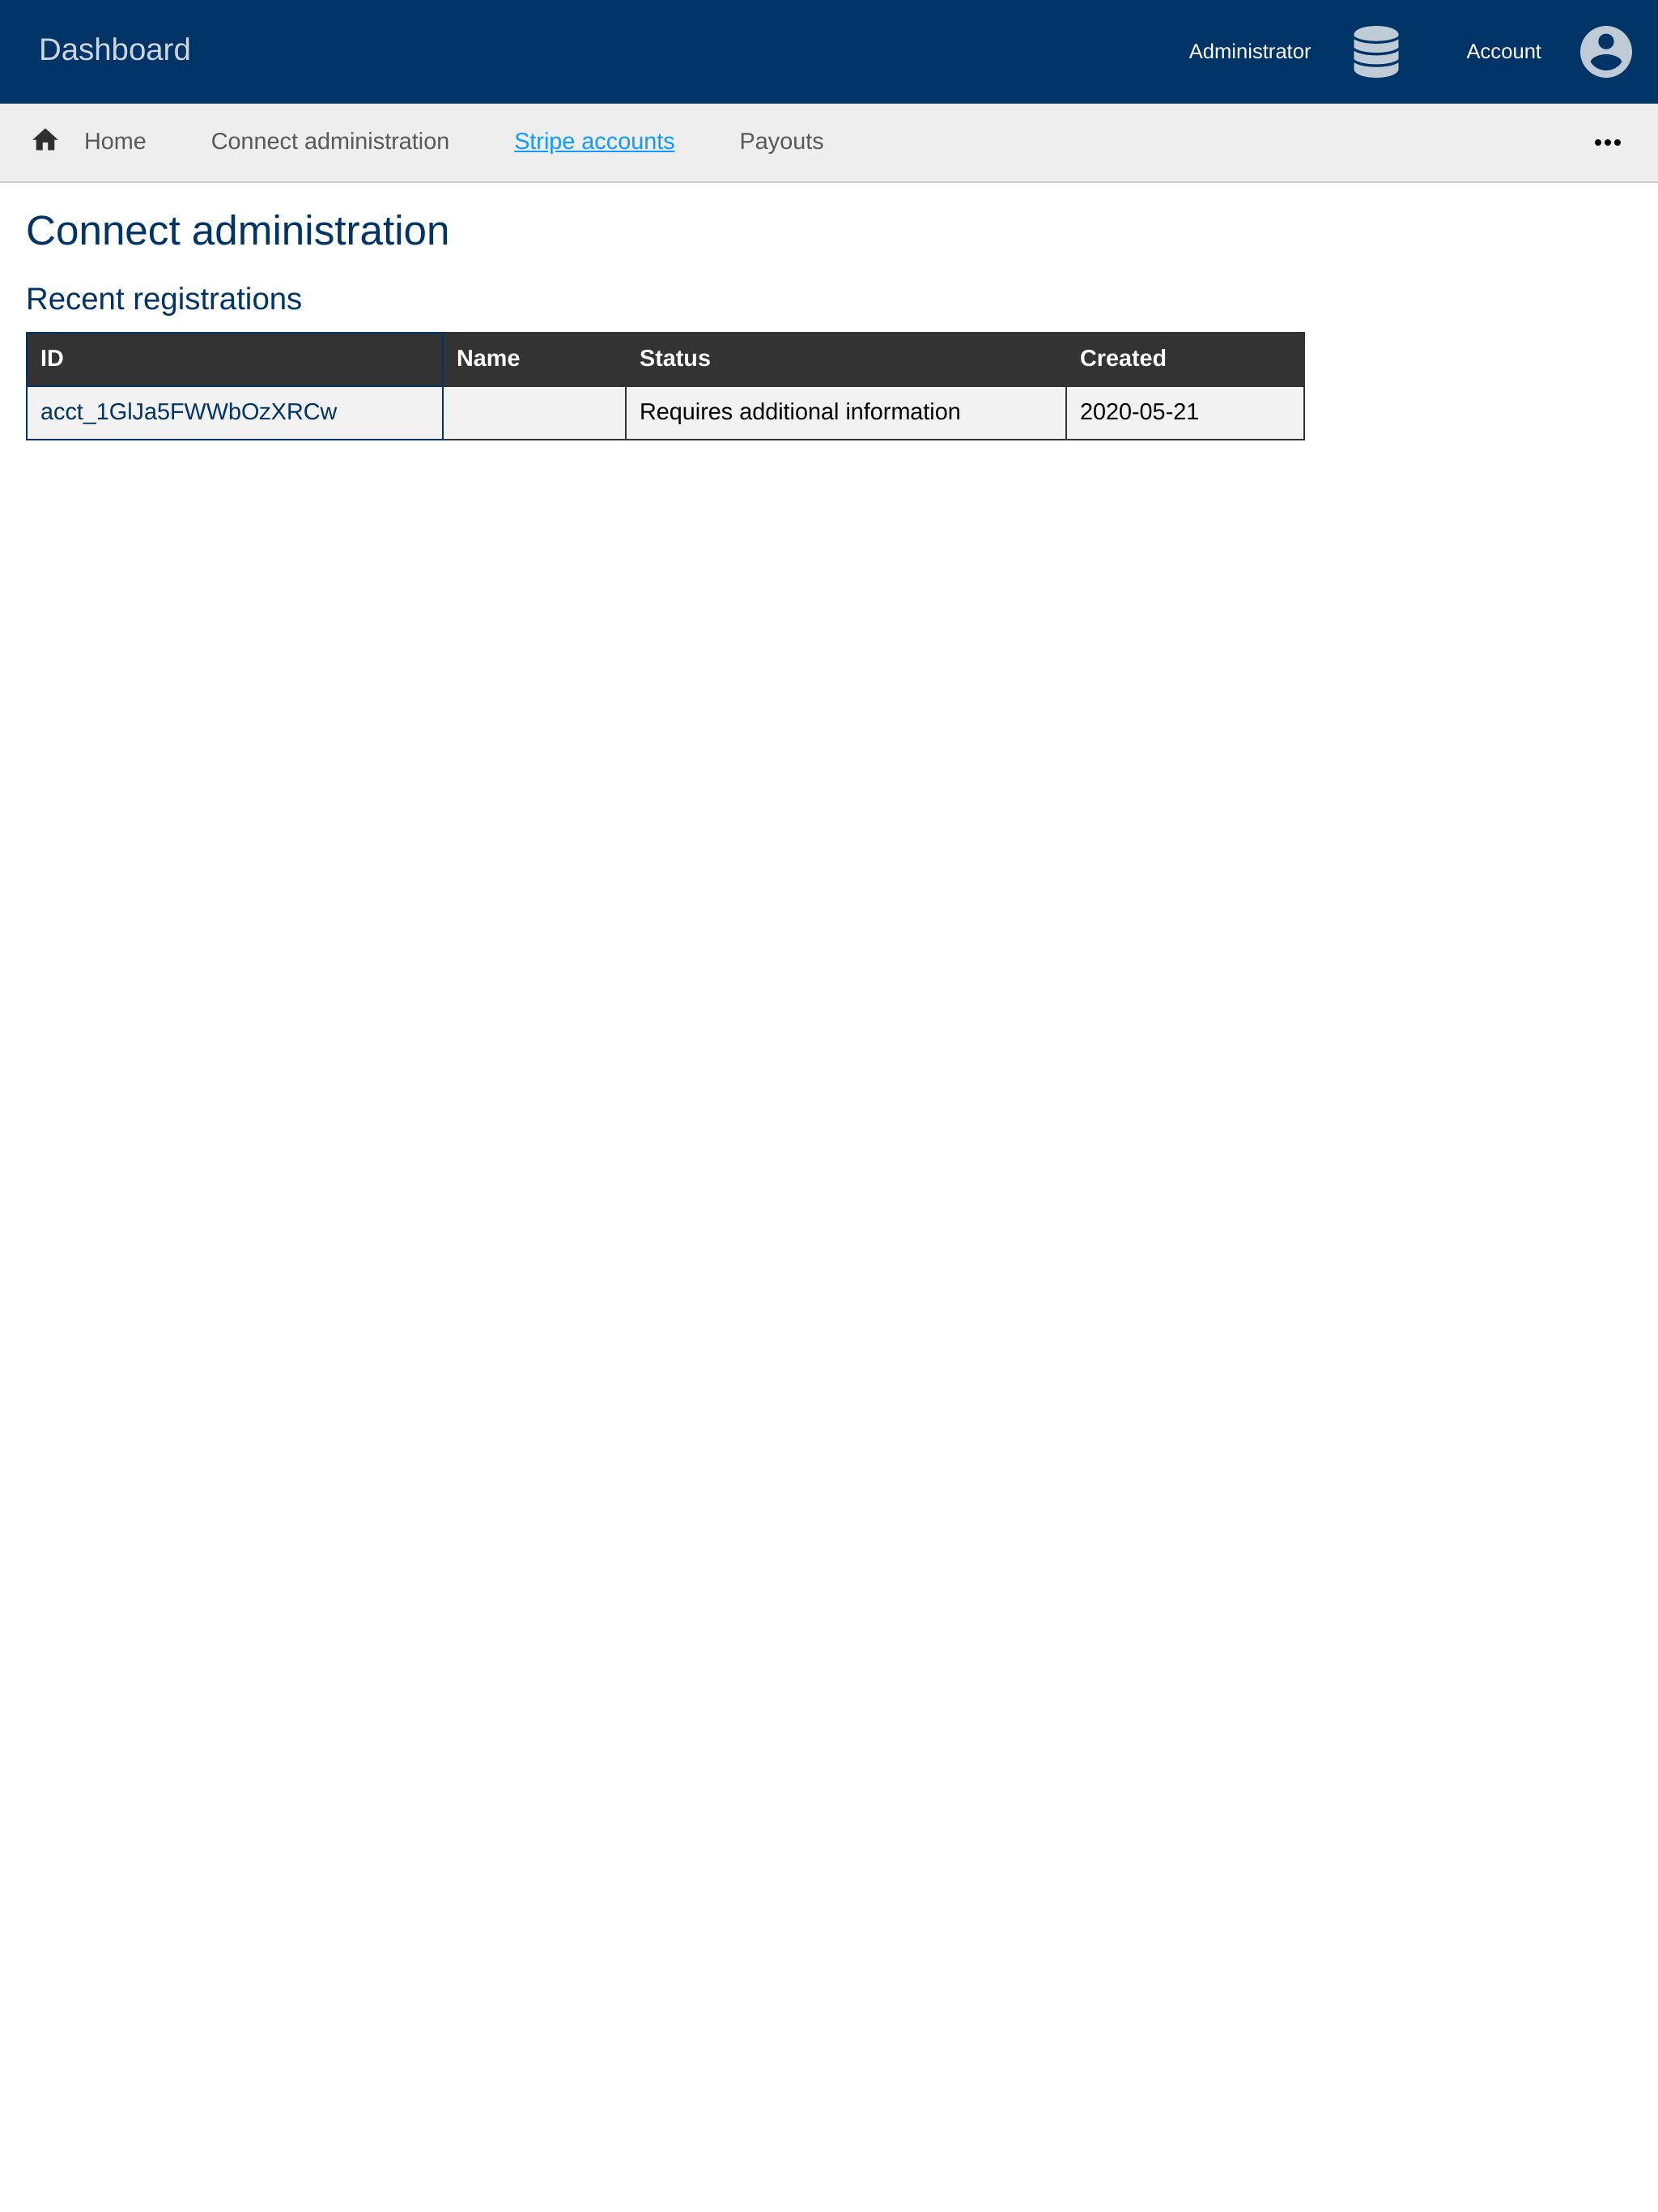 Dashboard Administrator Account
Home Connect administration Stripe accounts Payouts
Connect administration
Recent registrations
ID Name Status Created
acct_1GlJa5FWWbOzXRCw Requires additional information 2020-05-21